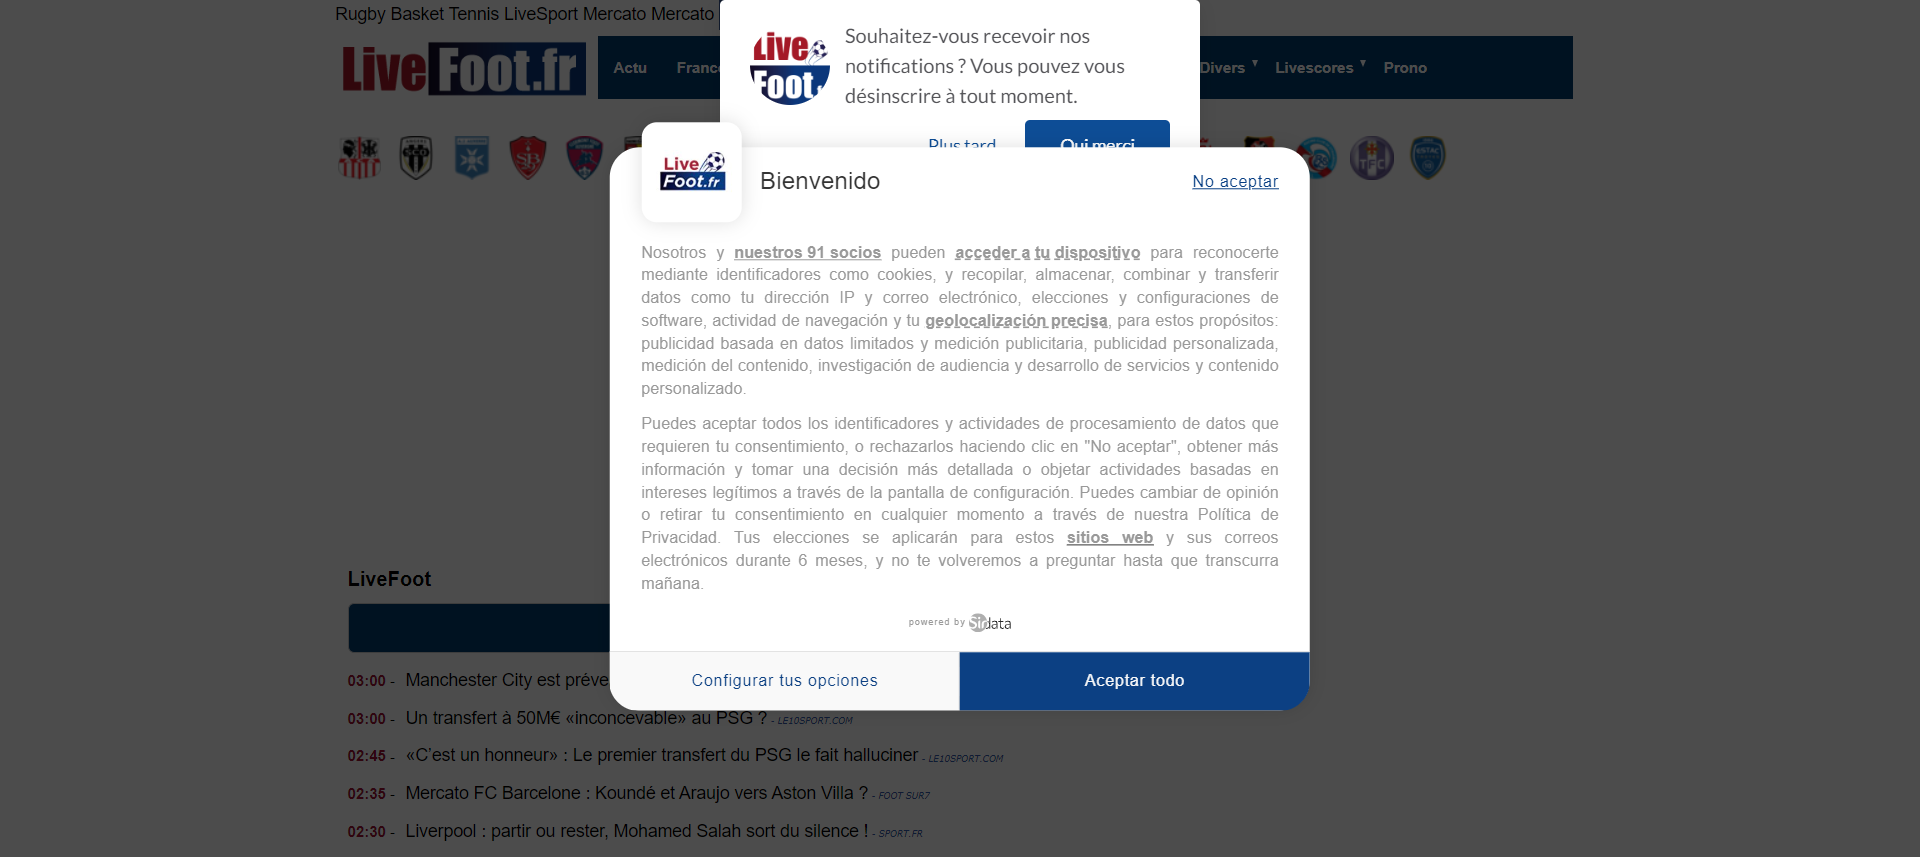 Rugby Basket Tennis LiveSport Mercato Mercato
Live Foot.fr
Actu
Divers
Livescores
Prono
Live Foot.
Souhaitez-vous recevoir nos
notifications ? Vous pouvez vous
désinscrire à tout moment.
Plus tard
Oui merci
Live Foot.fr
Bienvenido
No aceptar
Nosotros y nuestros 91 socios pueden acceder a tu dispositivo para reconocerte
mediante identificadores como cookies, y recopilar, almacenar, combinar y transferir
datos como tu dirección IP y correo electrónico, elecciones y configuraciones de
software, actividad de navegación y tu geolocalización precisa, para estos propósitos:
publicidad basada en datos limitados y medición publicitaria, publicidad personalizada,
medición del contenido, investigación de audiencia y desarrollo de servicios y contenido
personalizado.
Puedes aceptar todos los identificadores y actividades de procesamiento de datos que
requieren tu consentimiento, o rechazarlos haciendo clic en "No aceptar", obtener más
información y tomar una decisión más detallada o objetar actividades basadas en
intereses legítimos a través de la pantalla de configuración. Puedes cambiar de opinión
o retirar tu consentimiento en cualquier momento a través de nuestra Política de
Privacidad. Tus elecciones se aplicarán para estos sitios web y sus correos
electrónicos durante 6 meses, y no te volveremos a preguntar hasta que transcurra
mañana.
powered by Sirdata
Configurar tus opciones
Aceptar todo
LiveFoot
03:00 - Manchester City est
03:00 - Un transfert à 50M€ «inconcevable» au PSG ? - LE10SPORT.COM
02:45 - «C'est un honneur» : Le premier transfert du PSG le fait halluciner - LE10SPORT.COM
02:35 - Mercato FC Barcelone : Koundé et Araujo vers Aston Villa ? - FOOT SUR7
02:30 - Liverpool : partir ou rester, Mohamed Salah sort du silence ! - SPORT.FR